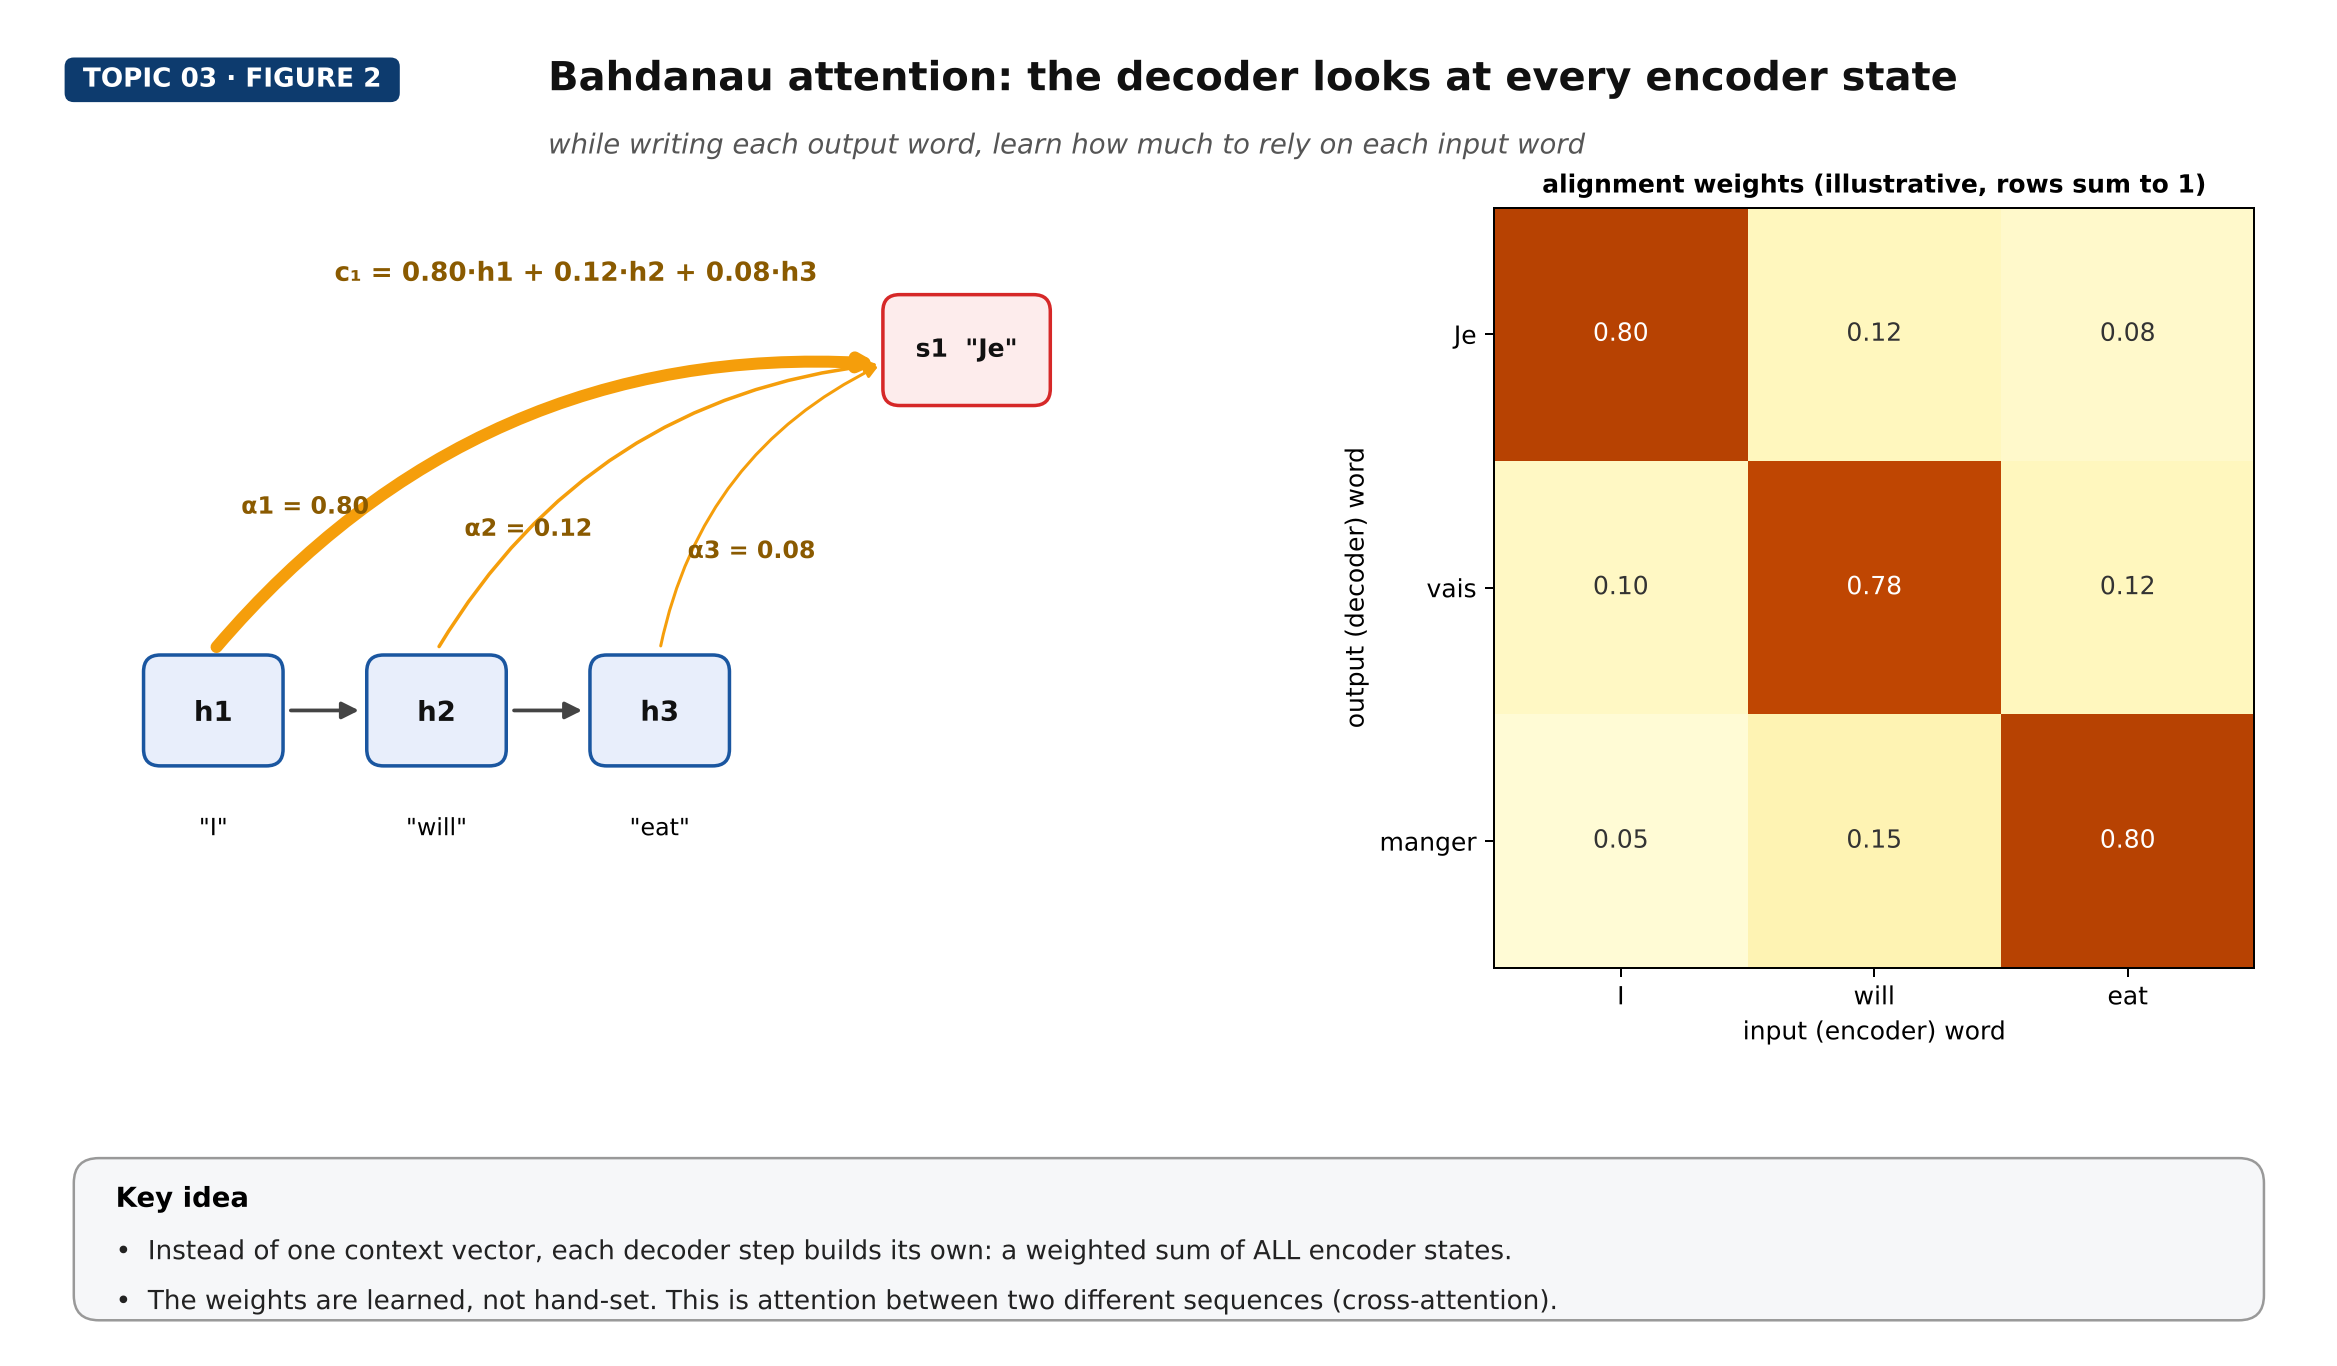 TOPIC 03 · FIGURE 2
Bahdanau attention: the decoder looks at every encoder state
while writing each output word, learn how much to rely on each input word
c₁ = 0.80·h1 + 0.12·h2 + 0.08·h3
s1 "Je"
α1 = 0.80
α2 = 0.12
α3 = 0.08
h1
h2
h3
"I"
"will"
"eat"
alignment weights (illustrative, rows sum to 1)
output (decoder) word
Je
0.80
0.12
0.08
vais
0.10
0.78
0.12
manger
0.05
0.15
0.80
I
will
eat
input (encoder) word
Key idea
• Instead of one context vector, each decoder step builds its own: a weighted sum of ALL encoder states.
• The weights are learned, not hand-set. This is attention between two different sequences (cross-attention).